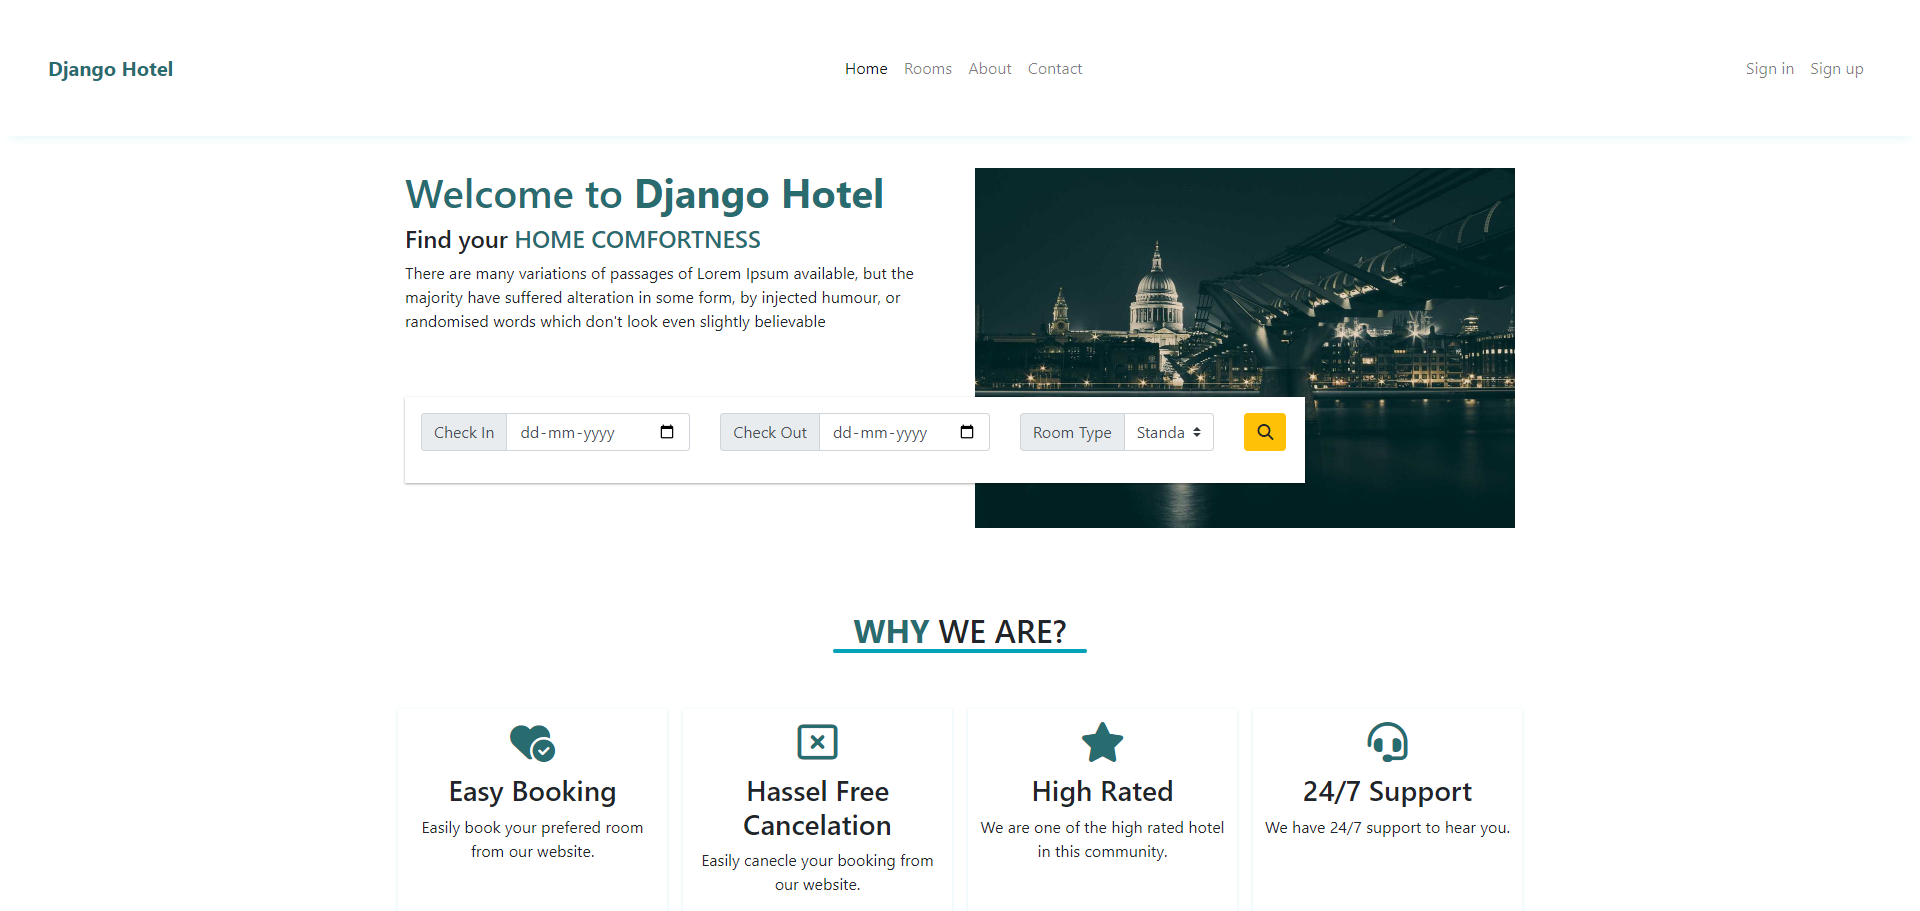 Django Hotel
Home Rooms About Contact
Sign in Sign up
Welcome to Django Hotel
Find your HOME COMFORTNESS
There are many variations of passages of Lorem Ipsum available, but the
majority have suffered alteration in some form, by injected humour, or
randomised words which don't look even slightly believable
Check In dd-mm-yyyy
Check Out dd-mm-yyyy
Room Type Standa
WHY WE ARE?
Easy Booking
Easily book your prefered room
from our website.
Hassel Free
Cancelation
Easily canecle your booking from
our website.
High Rated
We are one of the high rated hotel
in this community.
24/7 Support
We have 24/7 support to hear you.